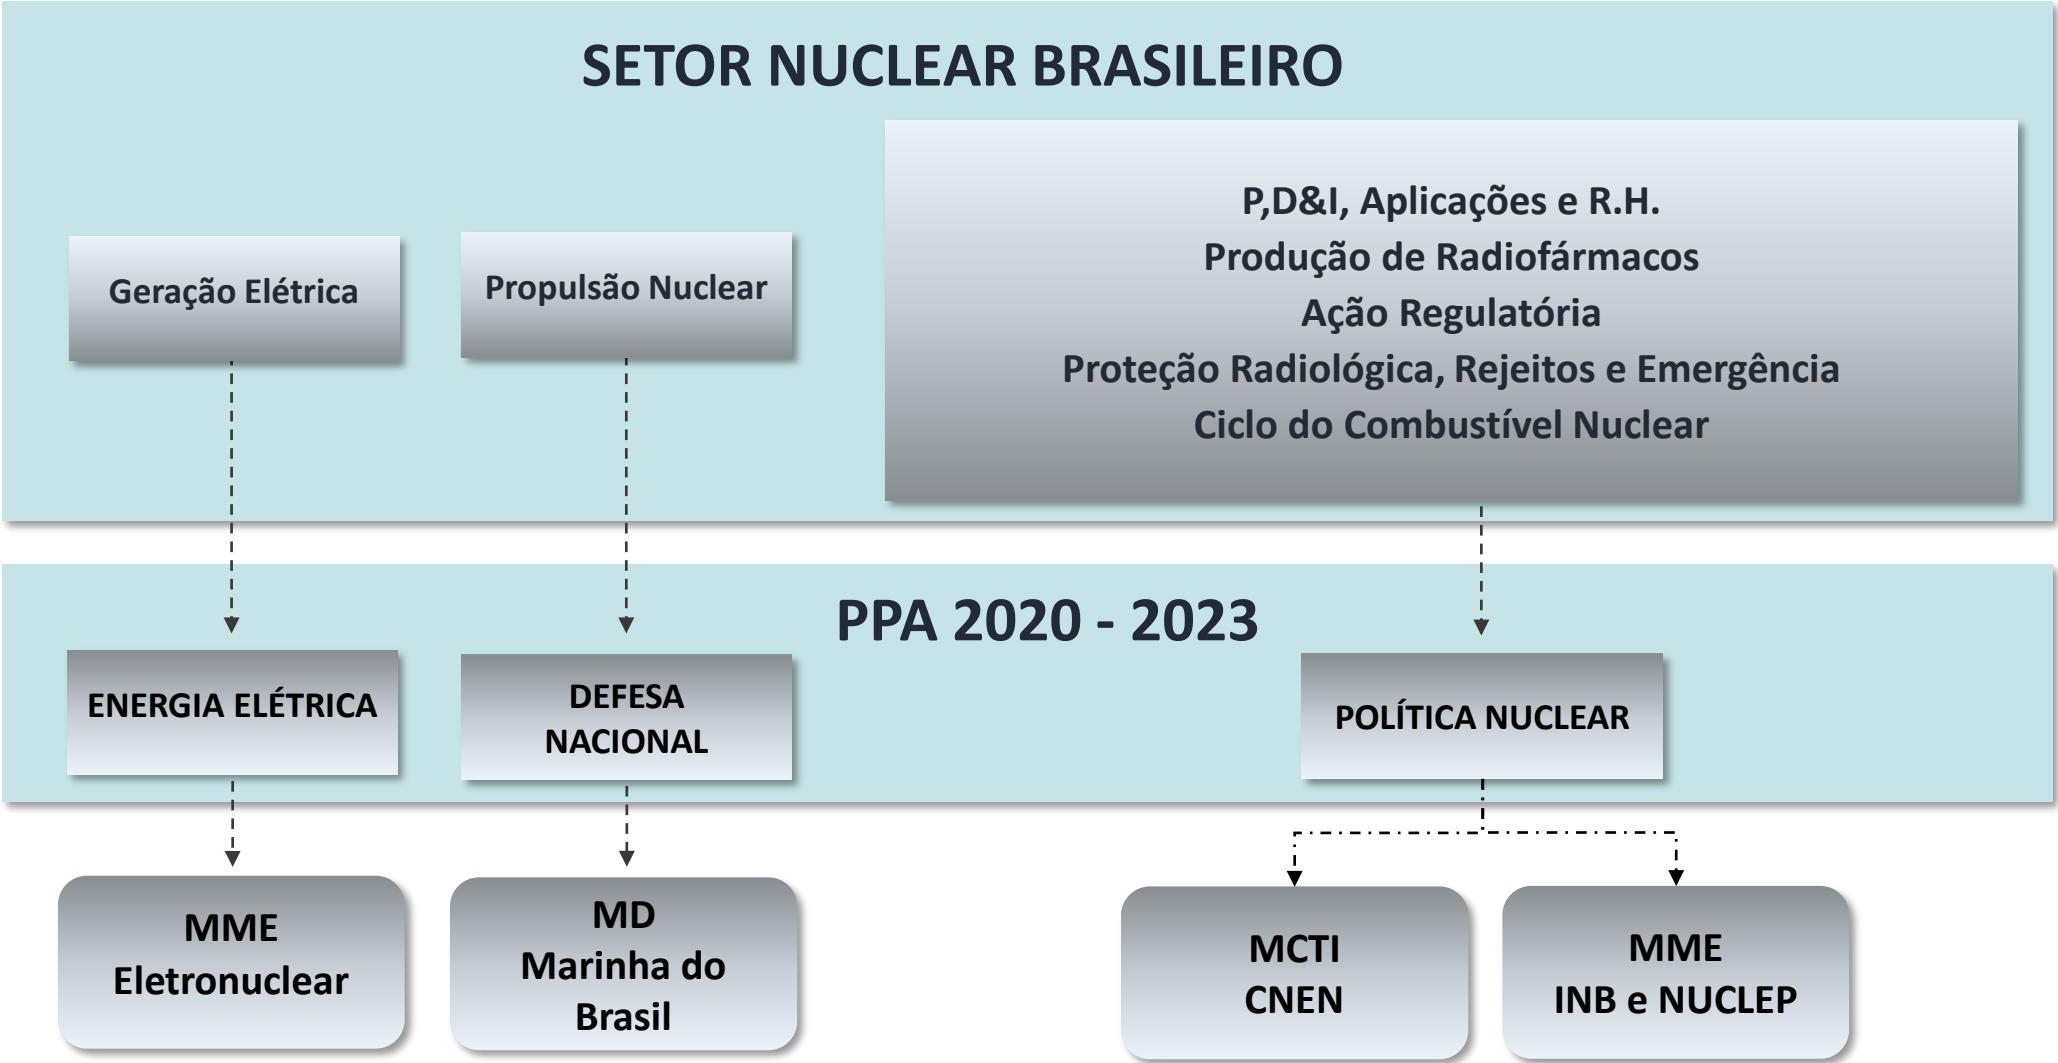 SETOR NUCLEAR BRASILEIRO
Geração Elétrica
Propulsão Nuclear
P,D&I, Aplicações e R.H.
Produção de Radiofármacos
Ação Regulatória
Proteção Radiológica, Rejeitos e Emergência
Ciclo do Combustível Nuclear
PPA 2020 - 2023
ENERGIA ELÉTRICA
DEFESA
NACIONAL
POLÍTICA NUCLEAR
MME
Eletronuclear
MD
Marinha do
Brasil
MCTI
CNEN
MME
INB e NUCLEP